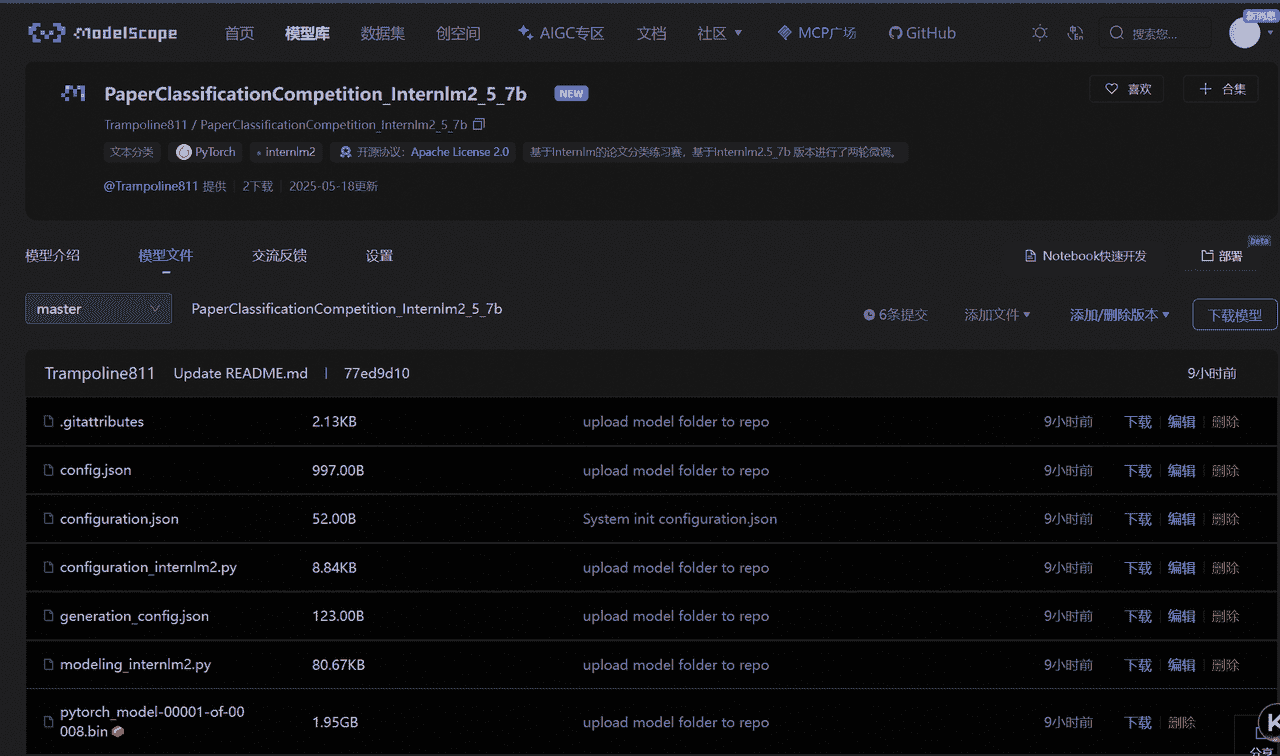 ModelScope 首页 模型库 数据集 创空间 AIGC专区 文档 社区 MCP广场 GitHub 搜索您... 新消息
PaperClassificationCompetition_Internlm2_5_7b NEW 喜欢 合集
Trampoline811 / PaperClassificationCompetition_Internlm2_5_7b
文本分类 PyTorch internlm2 开源协议: Apache License 2.0 基于Internlm的论文分类练习赛，基于Internlm2.5_7b 版本进行了两轮微调。
@Trampoline811 提供 2下载 2025-05-18更新
模型介绍 模型文件 交流反馈 设置 Notebook快速开发 部署 beta
master PaperClassificationCompetition_Internlm2_5_7b 6条提交 添加文件 添加/删除版本 下载模型
Trampoline811 Update README.md | 77ed9d10 9小时前
.gitattributes 2.13KB upload model folder to repo 9小时前 下载 编辑 删除
config.json 997.00B upload model folder to repo 9小时前 下载 编辑 删除
configuration.json 52.00B System init configuration.json 9小时前 下载 编辑 删除
configuration_internlm2.py 8.84KB upload model folder to repo 9小时前 下载 编辑 删除
generation_config.json 123.00B upload model folder to repo 9小时前 下载 编辑 删除
modeling_internlm2.py 80.67KB upload model folder to repo 9小时前 下载 编辑 删除
pytorch_model-00001-of-00
008.bin 1.95GB upload model folder to repo 9小时前 下载 删除
K
分享